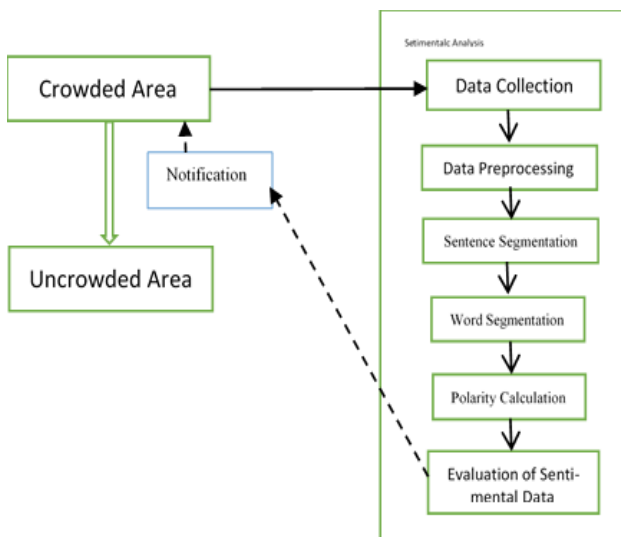 Setimentalc Analysis
Crowded Area
Data Collection
Notification
Data Preprocessing
Uncrowded Area
Sentence Segmentation
Word Segmentation
Polarity Calculation
Evaluation of Senti-
mental Data